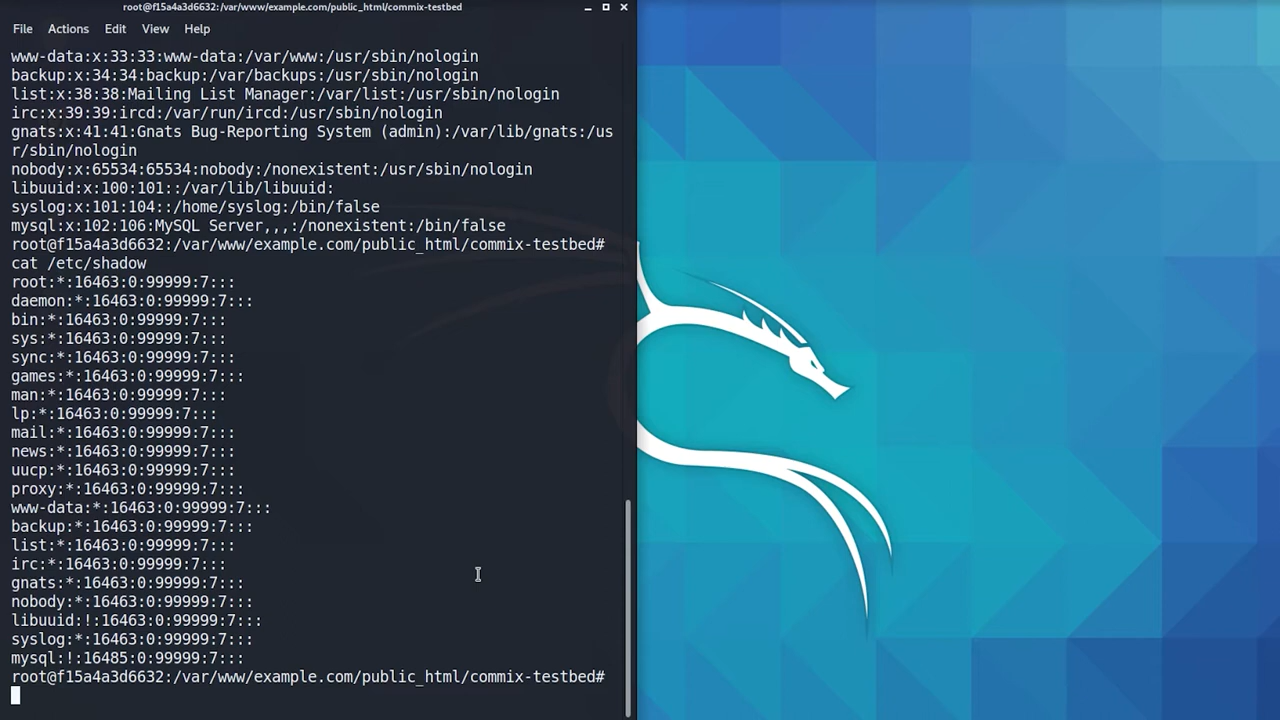 root@f15a4a3d6632:/var/www/example.com/public_html/commix-testbed
File Actions Edit View Help
www-data:x:33:33:www-data:/var/www:/usr/sbin/nologin
backup:x:34:34:backup:/var/backups:/usr/sbin/nologin
list:x:38:38:Mailing List Manager:/var/list:/usr/sbin/nologin
irc:x:39:39:ircd:/var/run/ircd:/usr/sbin/nologin
gnats:x:41:41:Gnats Bug-Reporting System (admin):/var/lib/gnats:/us
r/sbin/nologin
nobody:x:65534:65534:nobody:/nonexistent:/usr/sbin/nologin
libuuid:x:100:101::/var/lib/libuuid:
syslog:x:101:104::/home/syslog:/bin/false
mysql:x:102:106:MySQL Server,,,:/nonexistent:/bin/false
root@f15a4a3d6632:/var/www/example.com/public_html/commix-testbed#
cat /etc/shadow
root:*:16463:0:99999:7:::
daemon:*:16463:0:99999:7:::
bin:*:16463:0:99999:7:::
sys:*:16463:0:99999:7:::
sync:*:16463:0:99999:7:::
games:*:16463:0:99999:7:::
man:*:16463:0:99999:7:::
lp:*:16463:0:99999:7:::
mail:*:16463:0:99999:7:::
news:*:16463:0:99999:7:::
uucp:*:16463:0:99999:7:::
proxy:*:16463:0:99999:7:::
www-data:*:16463:0:99999:7:::
backup:*:16463:0:99999:7:::
list:*:16463:0:99999:7:::
irc:*:16463:0:99999:7:::
gnats:*:16463:0:99999:7:::
nobody:*:16463:0:99999:7:::
libuuid:!:16463:0:99999:7:::
syslog:*:16463:0:99999:7:::
mysql:!:16485:0:99999:7:::
root@f15a4a3d6632:/var/www/example.com/public_html/commix-testbed#